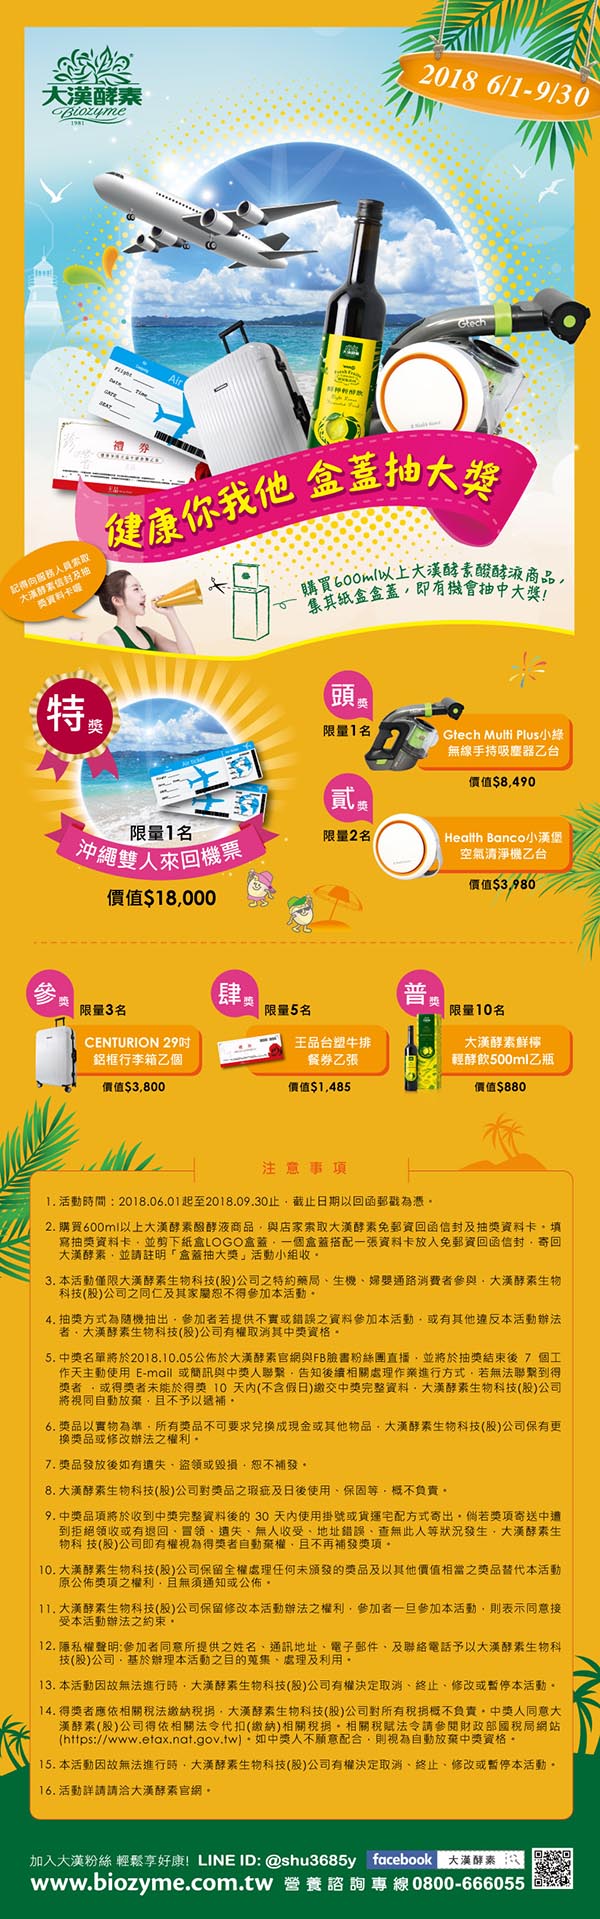 大漢酵素
Biozyme
1981
2018 6/1-9/30
Gtech
Flight
Date Time
GATE
SEAT
Air
禮券
大漢酵素
Fresh Fruits
鮮檸輕酵飲
健康你我他 盒蓋抽大獎
記得向服務人員索取
大漢酵素信封及抽
獎資料卡喔
購買600ml以上大漢酵素醱酵液商品，
集其紙盒盒蓋，即有機會抽中大獎!
特獎
Air ticket
限量1名
沖繩雙人來回機票
價值$18,000
頭獎
限量1名
Gtech Multi Plus小綠
無線手持吸塵器乙台
價值$8,490
貳獎
限量2名
Health Banco小漢堡
空氣清淨機乙台
價值$3,980
參獎
限量3名
CENTURION 29吋
鋁框行李箱乙個
價值$3,800
肆獎
限量5名
王品台塑牛排
餐券乙張
價值$1,485
普獎
限量10名
大漢酵素鮮檸
輕酵飲500ml乙瓶
價值$880
注意事項
1. 活動時間：2018.06.01起至2018.09.30止，截止日期以回函郵戳為憑。
2. 購買600ml以上大漢酵素醱酵液商品，與店家索取大漢酵素免郵資回函信封及抽獎資料卡。填
寫抽獎資料卡，並剪下紙盒LOGO盒蓋，一個盒蓋搭配一張資料卡放入免郵資回函信封，寄回
大漢酵素，並請註明「盒蓋抽大獎」活動小組收。
3. 本活動僅限大漢酵素生物科技(股)公司之特約藥局、生機、婦嬰通路消費者參與，大漢酵素生物
科技(股)公司之同仁及其家屬恕不得參加本活動。
4. 抽獎方式為隨機抽出，參加者若提供不實或錯誤之資料參加本活動，或有其他違反本活動辦法
者，大漢酵素生物科技(股)公司有權取消其中獎資格。
5. 中獎名單將於2018.10.05公佈於大漢酵素官網與FB臉書粉絲團直播，並將於抽獎結束後 7 個工
作天主動使用 E-mail 或簡訊與中獎人聯繫，告知後續相關處理作業進行方式，若無法聯繫到得
獎者 ，或得獎者未能於得獎 10 天內(不含假日)繳交中獎完整資料，大漢酵素生物科技(股)公司
將視同自動放棄，且不予以遞補。
6. 獎品以實物為準，所有獎品不可要求兌換成現金或其他物品，大漢酵素生物科技(股)公司保有更
換獎品或修改辦法之權利。
7. 獎品發放後如有遺失、盜領或毀損，恕不補發。
8. 大漢酵素生物科技(股)公司對獎品之瑕疵及日後使用、保固等，概不負責。
9. 中獎品項將於收到中獎完整資料後的 30 天內使用掛號或貨運宅配方式寄出。倘若獎項寄送中遭
到拒絕領收或有退回、冒領、遺失、無人收受、地址錯誤、查無此人等狀況發生，大漢酵素生
物科 技(股)公司即有權視為得獎者自動棄權，且不再補發獎項。
10. 大漢酵素生物科技(股)公司保留全權處理任何未頒發的獎品及以其他價值相當之獎品替代本活動
原公佈獎項之權利，且無須通知或公佈。
11. 大漢酵素生物科技(股)公司保留修改本活動辦法之權利，參加者一旦參加本活動，則表示同意接
受本活動辦法之約束。
12. 隱私權聲明:參加者同意所提供之姓名、通訊地址、電子郵件、及聯絡電話予以大漢酵素生物科
技(股)公司，基於辦理本活動之目的蒐集、處理及利用。
13. 本活動因故無法進行時，大漢酵素生物科技(股)公司有權決定取消、終止、修改或暫停本活動。
14. 得獎者應依相關稅法繳納稅捐，大漢酵素生物科技(股)公司對所有稅捐概不負責。中獎人同意大
漢酵素(股)公司得依相關法令代扣(繳納)相關稅捐。相關稅賦法令請參閱財政部國稅局網站
(https://www.etax.nat.gov.tw)。如中獎人不願意配合，則視為自動放棄中獎資格。
15. 本活動因故無法進行時，大漢酵素生物科技(股)公司有權決定取消、終止、修改或暫停本活動。
16. 活動詳請請洽大漢酵素官網。
加入大漢粉絲 輕鬆享好康! LINE ID: @shu3685y facebook 大漢酵素
www.biozyme.com.tw 營養諮詢專線0800-666055